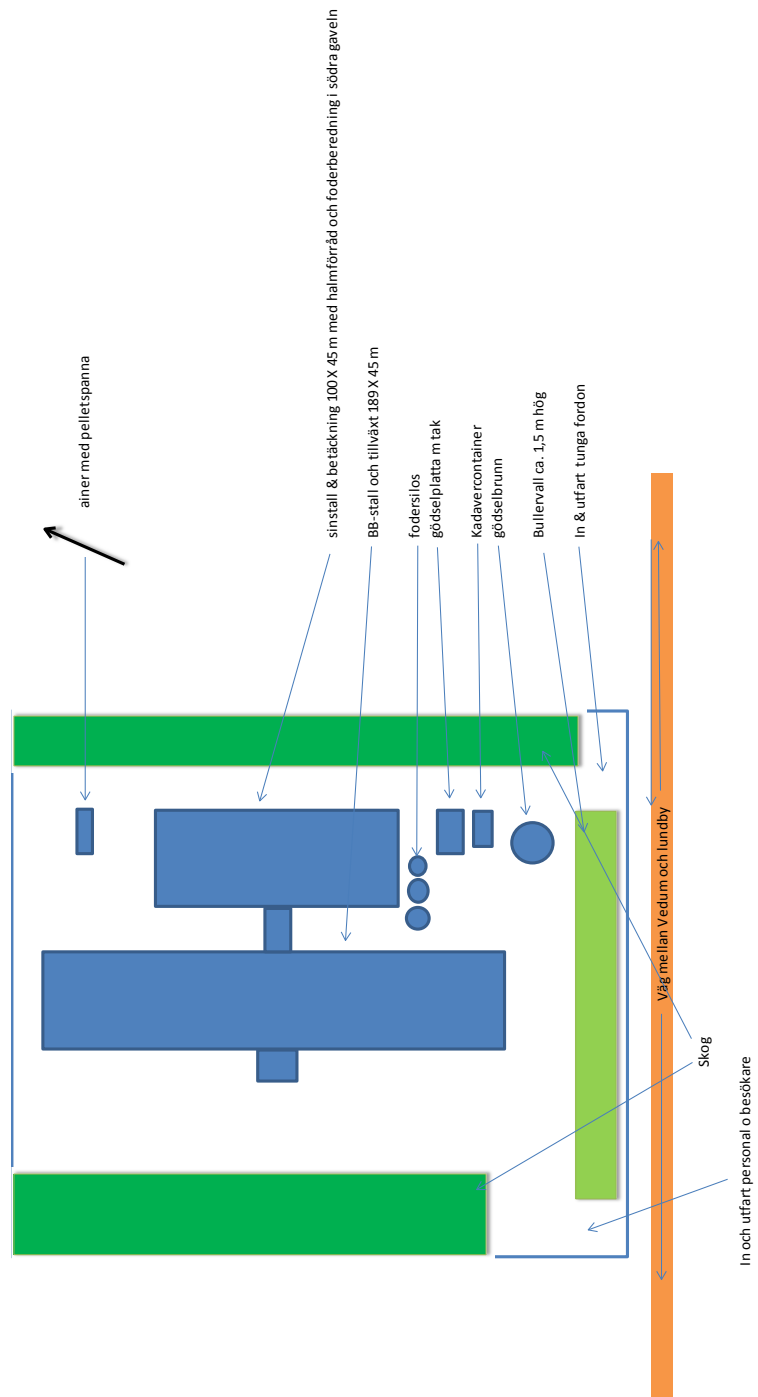 ainer med pelletspanna
sinstall & betäckning 100 X 45 m med halmförråd och foderberedning i södra gaveln
BB-stall och tillväxt 189 X 45 m
fodersilos
gödselplatta m tak
Kadavercontainer
gödselbrunn
Bullervall ca. 1,5 m hög
In & utfart tunga fordon
Väg mellan Vedum och lundby
Skog
In och utfart personal o besökare